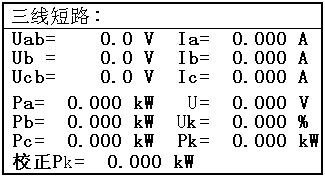 三线短路:
Uab= 0.0 V Ia= 0.000 A
Ub = 0.0 V Ib= 0.000 A
Ucb= 0.0 V Ic= 0.000 A
Pa= 0.000 kW U= 0.000 V
Pb= 0.000 kW Uk= 0.000 %
Pc= 0.000 kW Pk= 0.000 kW
校正Pk= 0.000 kW